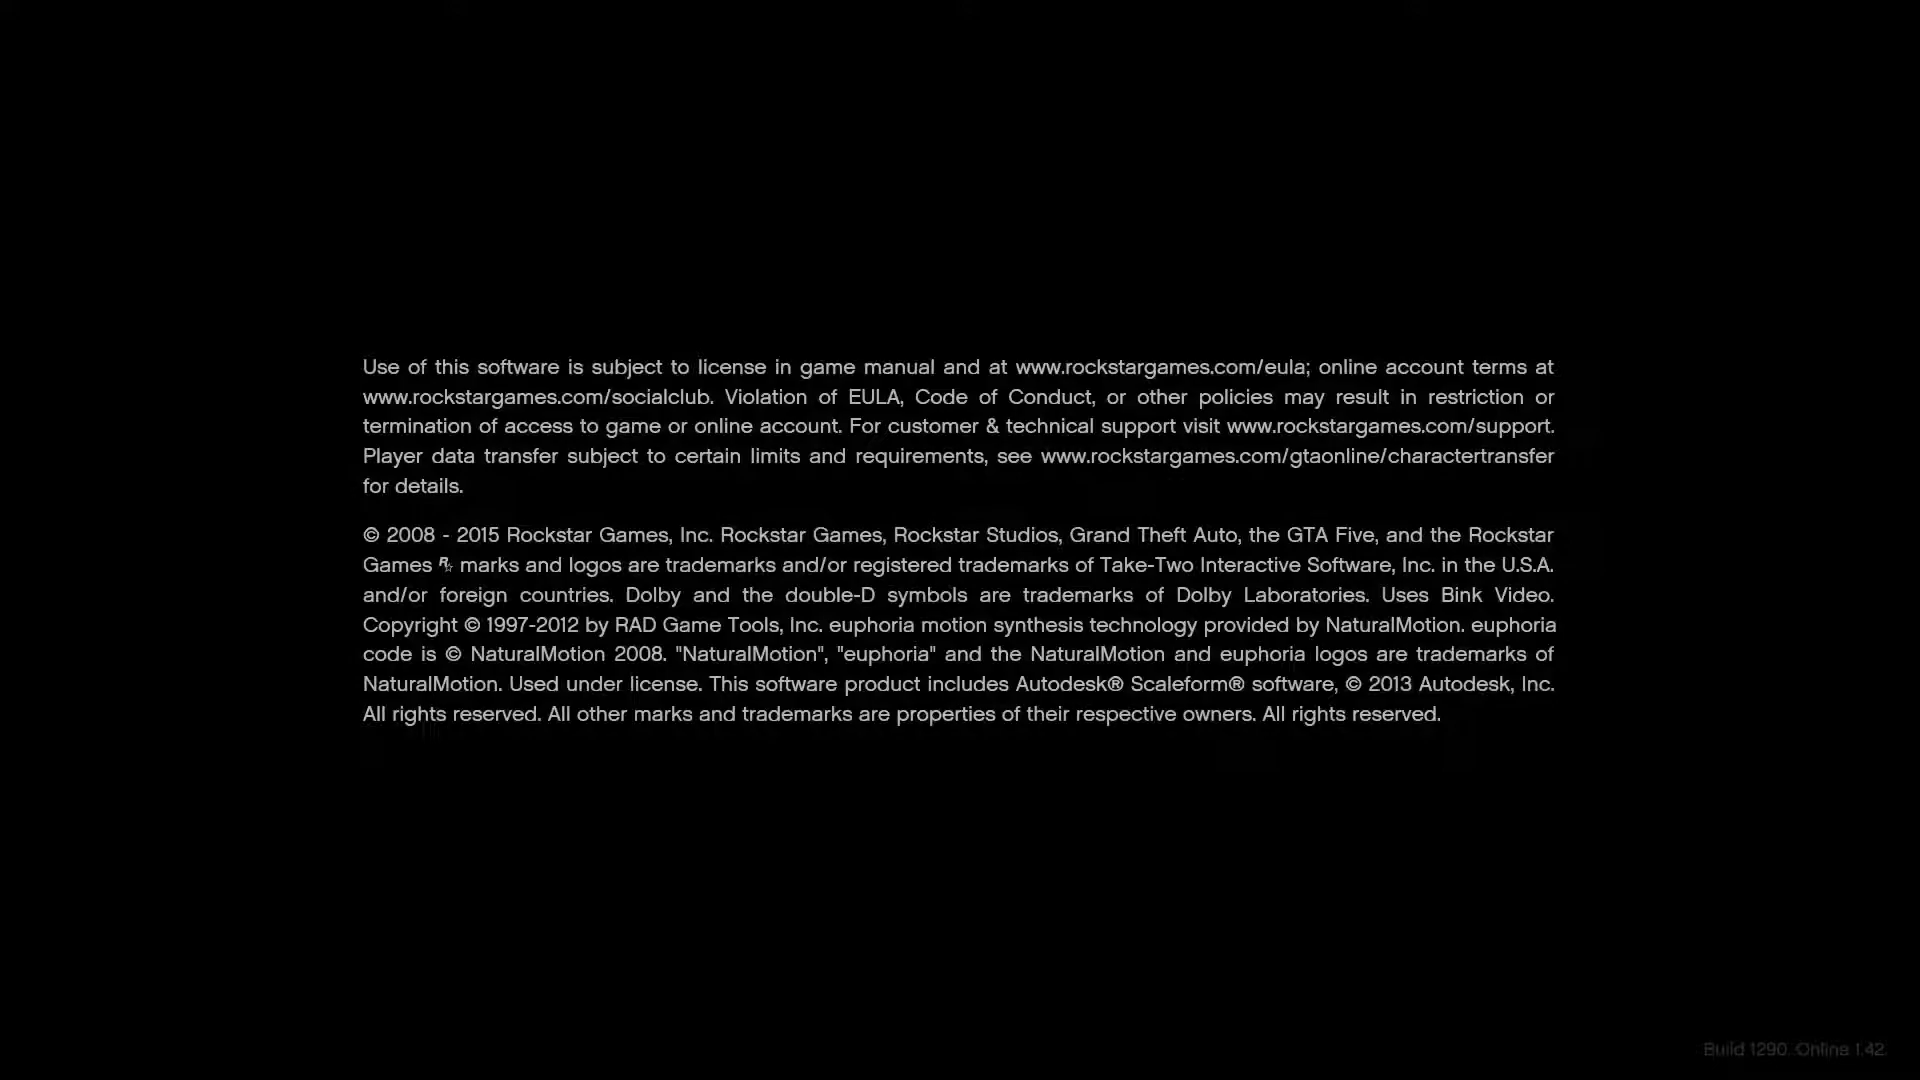 Use of this software is subject to license in game manual and at www.rockstargames.com/eula; online account terms at
www.rockstargames.com/socialclub. Violation of EULA, Code of Conduct, or other policies may result in restriction or
termination of access to game or online account. For customer & technical support visit www.rockstargames.com/support.
Player data transfer subject to certain limits and requirements, see www.rockstargames.com/gtaonline/charactertransfer
for details.
© 2008 - 2015 Rockstar Games, Inc. Rockstar Games, Rockstar Studios, Grand Theft Auto, the GTA Five, and the Rockstar
Games R★ marks and logos are trademarks and/or registered trademarks of Take-Two Interactive Software, Inc. in the U.S.A.
and/or foreign countries. Dolby and the double-D symbols are trademarks of Dolby Laboratories. Uses Bink Video.
Copyright © 1997-2012 by RAD Game Tools, Inc. euphoria motion synthesis technology provided by NaturalMotion. euphoria
code is © NaturalMotion 2008. "NaturalMotion", "euphoria" and the NaturalMotion and euphoria logos are trademarks of
NaturalMotion. Used under license. This software product includes Autodesk® Scaleform® software, © 2013 Autodesk, Inc.
All rights reserved. All other marks and trademarks are properties of their respective owners. All rights reserved.
Build 1290. Online 1.42.